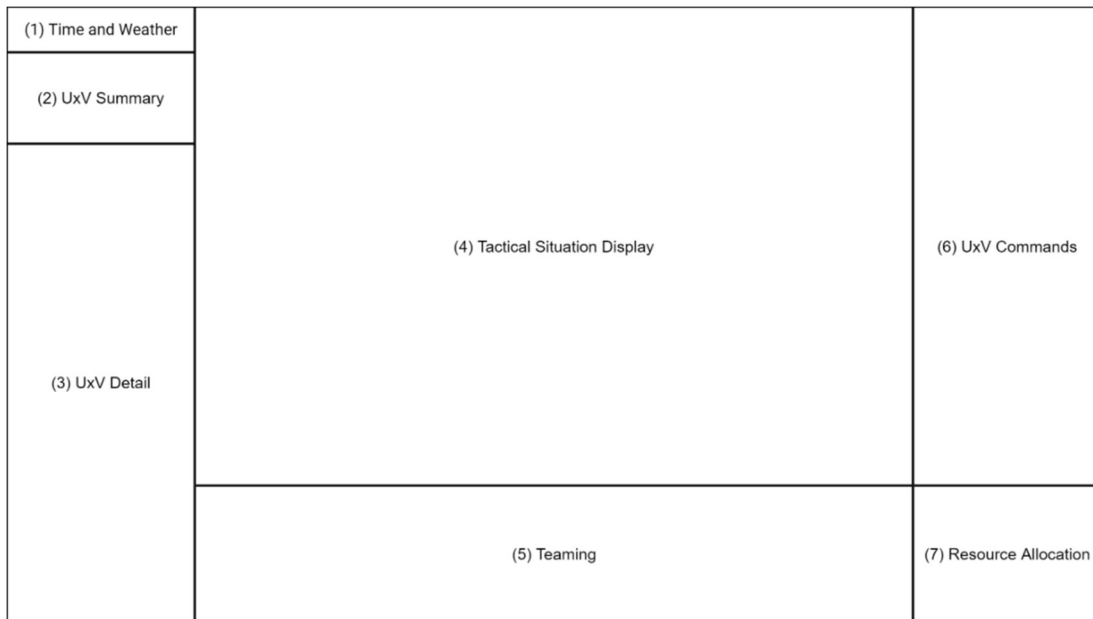 (1) Time and Weather
(2) UxV Summary
(3) UxV Detail
(4) Tactical Situation Display
(5) Teaming
(6) UxV Commands
(7) Resource Allocation